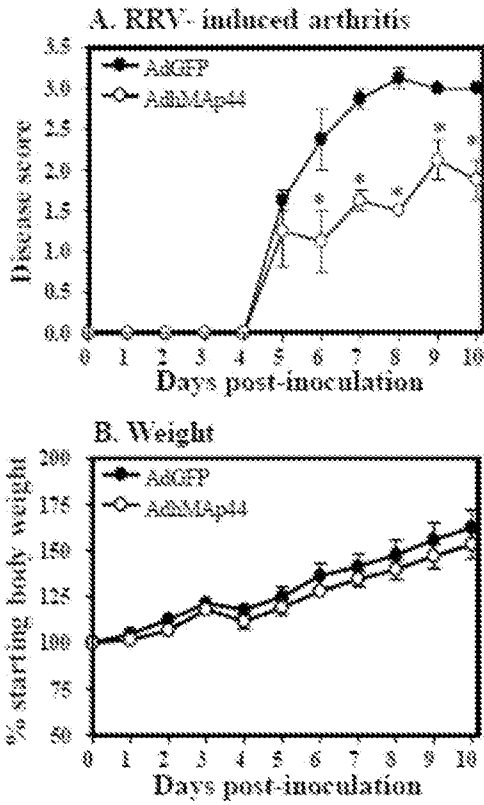 A. RRV- induced arthritis
3.5
3.0
2.5
2.0
1.5
1.0
0.5
0.0
Disease score
AdGFP
AdhMAp44
* * * * *
0 1 2 3 4 5 6 7 8 9 10
Days post-inoculation
B. Weight
200
175
150
125
100
75
50
% starting body weight
AdGFP
AdhMAp44
0 1 2 3 4 5 6 7 8 9 10
Days post-inoculation